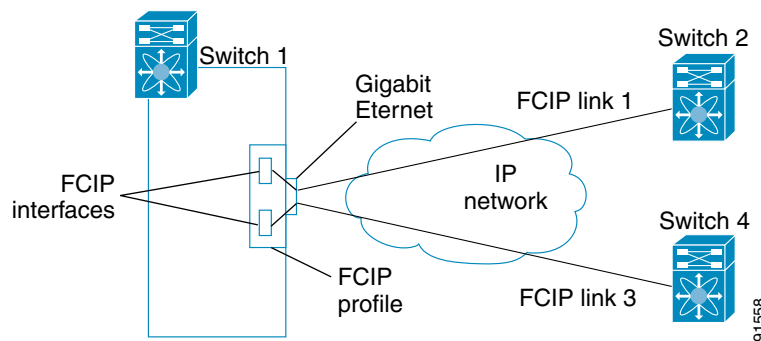 Switch 1
Switch 2
Gigabit
Eternet
FCIP link 1
IP
network
FCIP
interfaces
Switch 4
FCIP
profile
FCIP link 3
91558